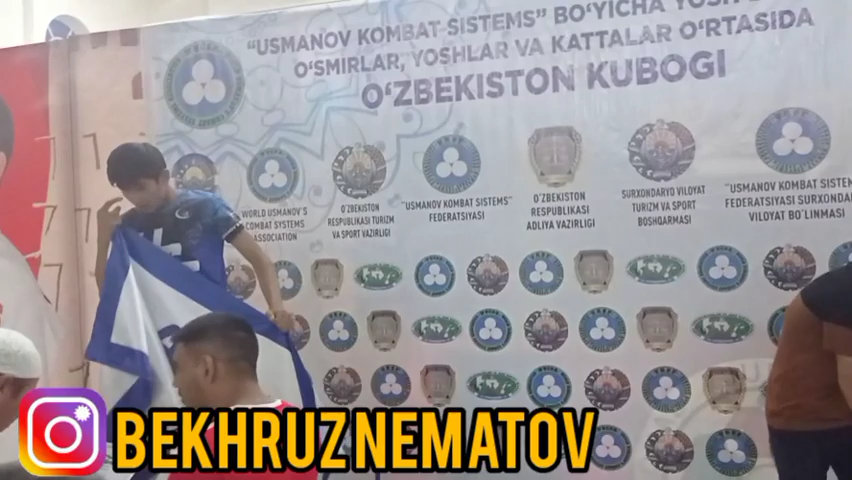 "USMANOV KOMBAT SISTEMS" BO'YICHA YOSH
O'SMIRLAR, YOSHLAR VA KATTALAR O'RTASIDA
O'ZBEKISTON KUBOGI
WORLD USMANOV'S
COMBAT SYSTEMS
ASSOCIATION
O'ZBEKISTON
RESPUBLIKASI TURIZM
VA SPORT VAZIRLIGI
"USMANOV KOMBAT SISTEMS"
FEDERATSIYASI
O'ZBEKISTON
RESPUBLIKASI
ADLIYA VAZIRLIGI
SURXONDARYO VILOYAT
TURIZM VA SPORT
BOSHQARMASI
"USMANOV KOMBAT SISTEM
FEDERATSIYASI SURXONDA
VILOYAT BO'LINMASI
BEKHRUZ NEMATOV